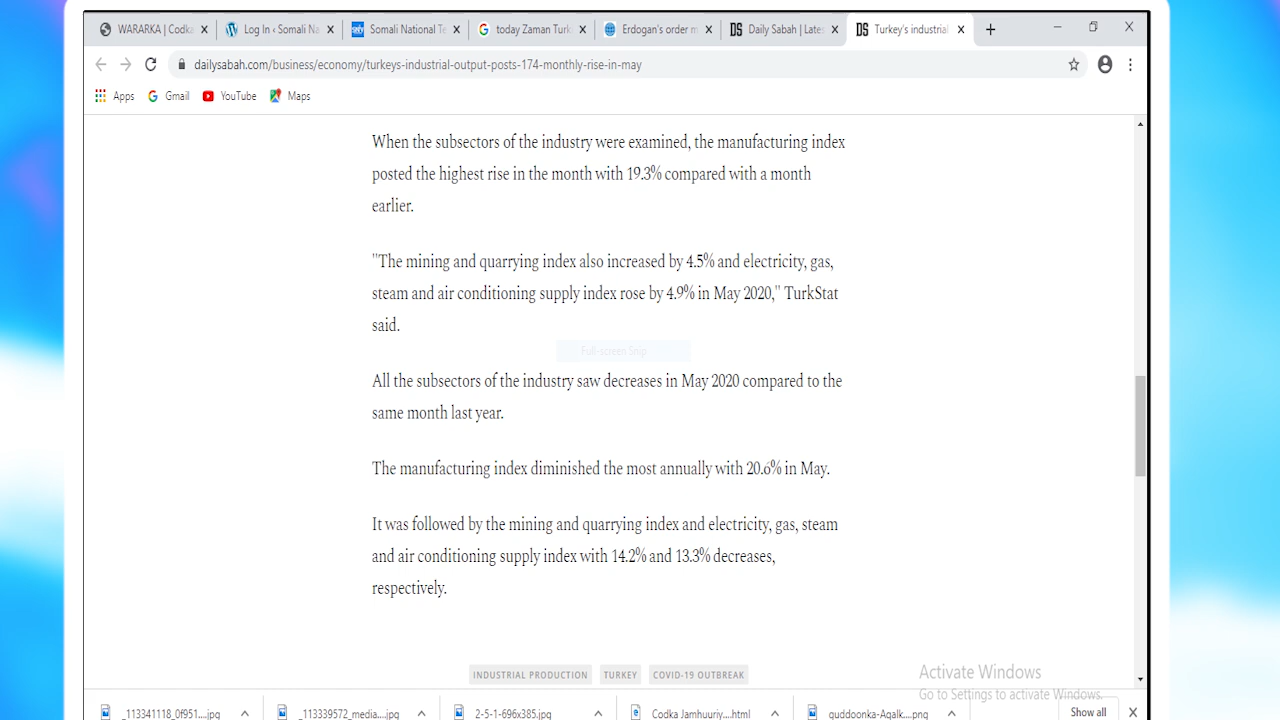 WARARKA | Codka
Log In ‹ Somali Na
Somali National Te
today Zaman Turk
Erdogan's order m
Daily Sabah | Lates
Turkey's industrial
dailysabah.com/business/economy/turkeys-industrial-output-posts-174-monthly-rise-in-may
Apps
Gmail
YouTube
Maps
When the subsectors of the industry were examined, the manufacturing index
posted the highest rise in the month with 19.3% compared with a month
earlier.
"The mining and quarrying index also increased by 4.5% and electricity, gas,
steam and air conditioning supply index rose by 4.9% in May 2020," TurkStat
said.
Full-screen Snip
All the subsectors of the industry saw decreases in May 2020 compared to the
same month last year.
The manufacturing index diminished the most annually with 20.6% in May.
It was followed by the mining and quarrying index and electricity, gas, steam
and air conditioning supply index with 14.2% and 13.3% decreases,
respectively.
INDUSTRIAL PRODUCTION
TURKEY
COVID-19 OUTBREAK
Activate Windows
Go to Settings to activate Windows.
_113341118_0f951....jpg
_113339572_media....jpg
2-5-1-696x385.jpg
Codka Jamhuuriy....html
guddoonka-Aqalk....png
Show all